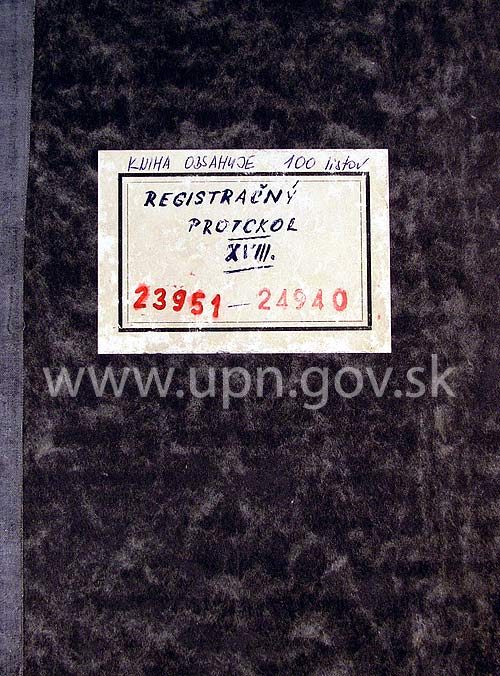 KNIHA OBSAHUJE 100 listov
REGISTRAČNÝ
PROTOKOL
XVIII.
23951 — 24940
www.upn.gov.sk